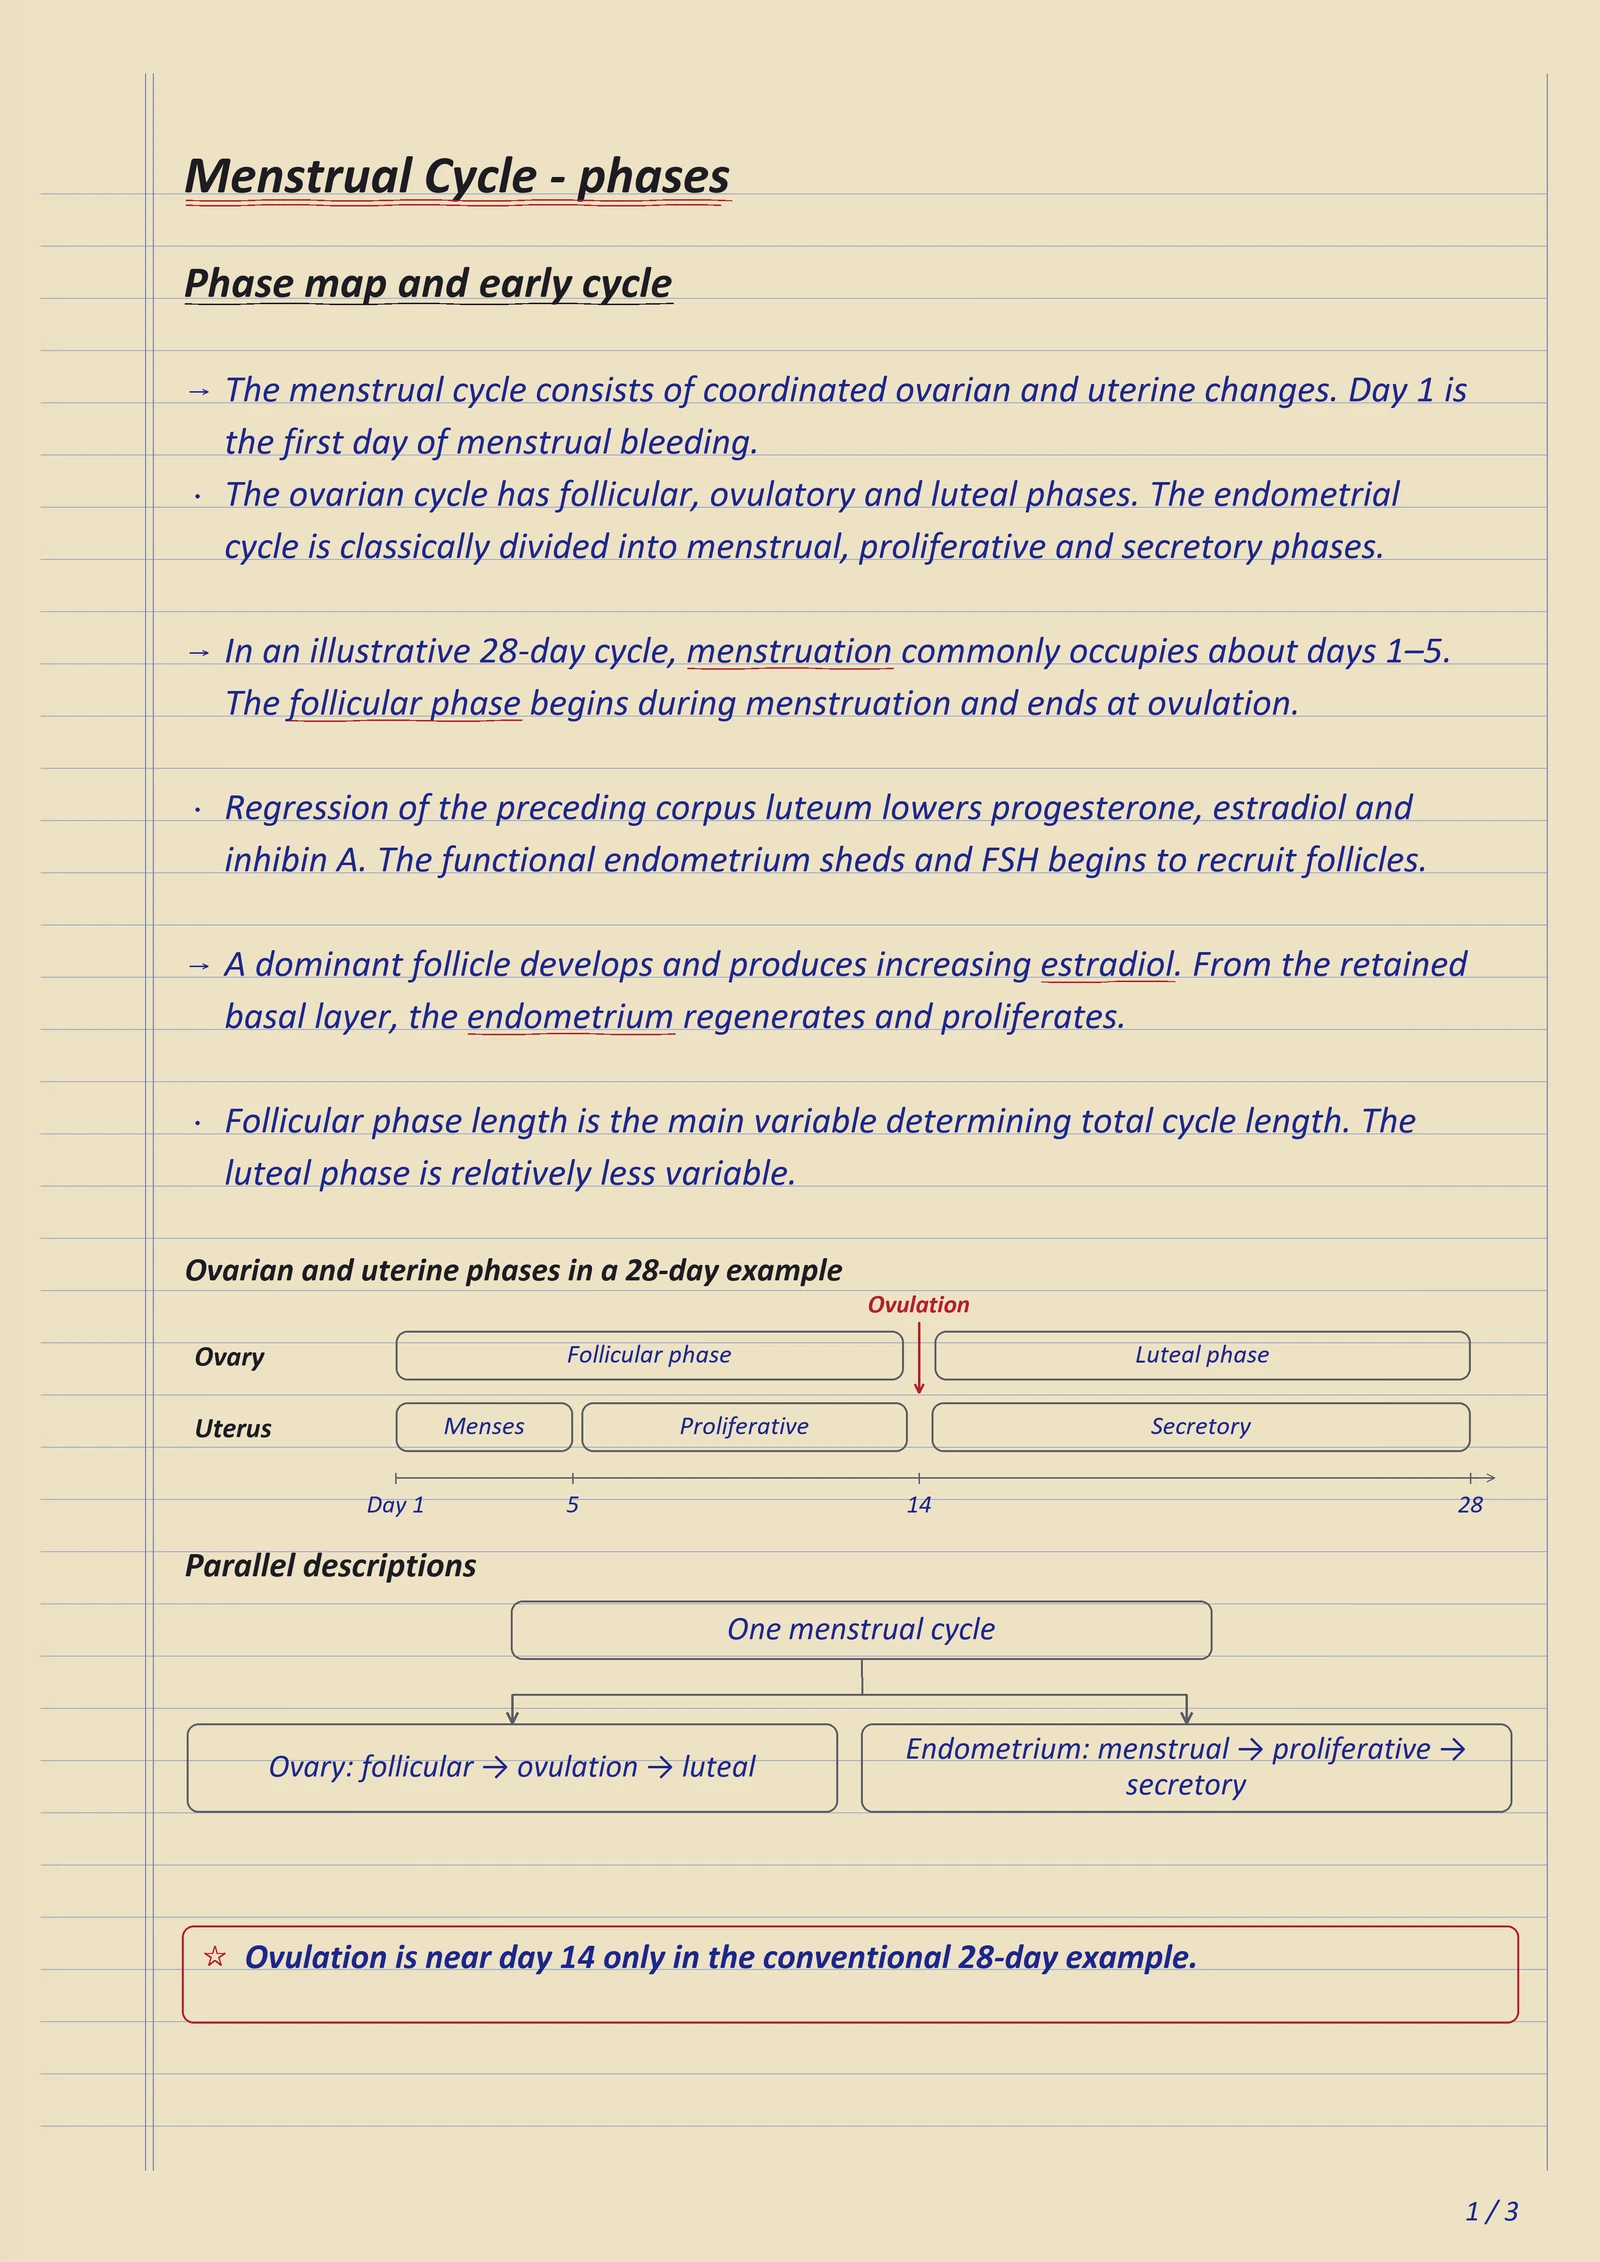 Menstrual Cycle - phases
Phase map and early cycle
→ The menstrual cycle consists of coordinated ovarian and uterine changes. Day 1 is
the first day of menstrual bleeding.
· The ovarian cycle has follicular, ovulatory and luteal phases. The endometrial
cycle is classically divided into menstrual, proliferative and secretory phases.
→ In an illustrative 28-day cycle, menstruation commonly occupies about days 1–5.
The follicular phase begins during menstruation and ends at ovulation.
· Regression of the preceding corpus luteum lowers progesterone, estradiol and
inhibin A. The functional endometrium sheds and FSH begins to recruit follicles.
→ A dominant follicle develops and produces increasing estradiol. From the retained
basal layer, the endometrium regenerates and proliferates.
· Follicular phase length is the main variable determining total cycle length. The
luteal phase is relatively less variable.
Ovarian and uterine phases in a 28-day example
Ovulation
Ovary Follicular phase Luteal phase
Uterus Menses Proliferative Secretory
Day 1 5 14 28
Parallel descriptions
One menstrual cycle
Ovary: follicular → ovulation → luteal
Endometrium: menstrual → proliferative →
secretory
☆ Ovulation is near day 14 only in the conventional 28-day example.
1 / 3